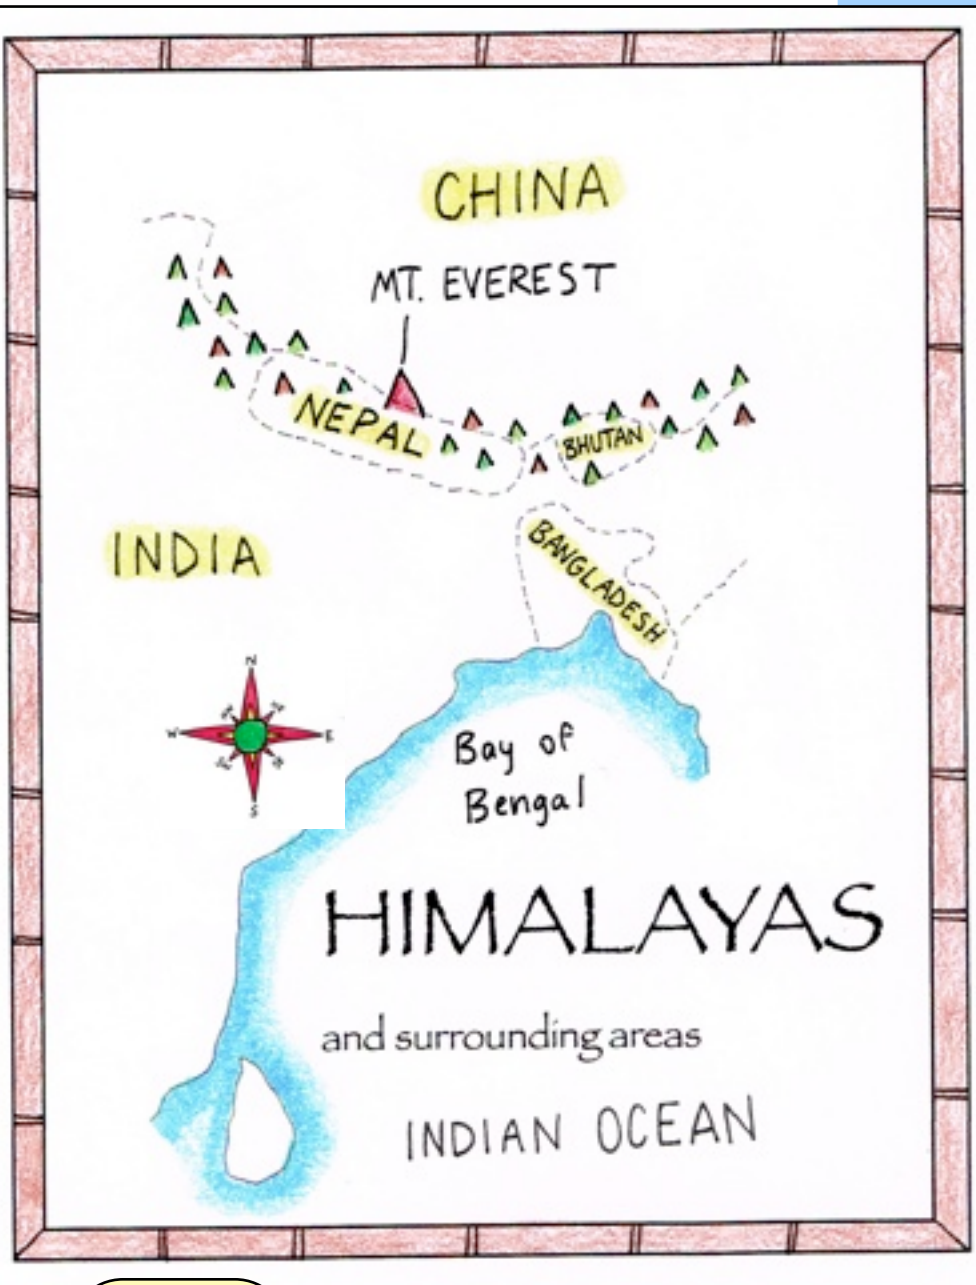 CHINA
MT. EVEREST
NEPAL
BHUTAN
INDIA
BANGLADESH
N
W
E
S
Bay of
Bengal
HIMALAYAS
and surrounding areas
INDIAN OCEAN